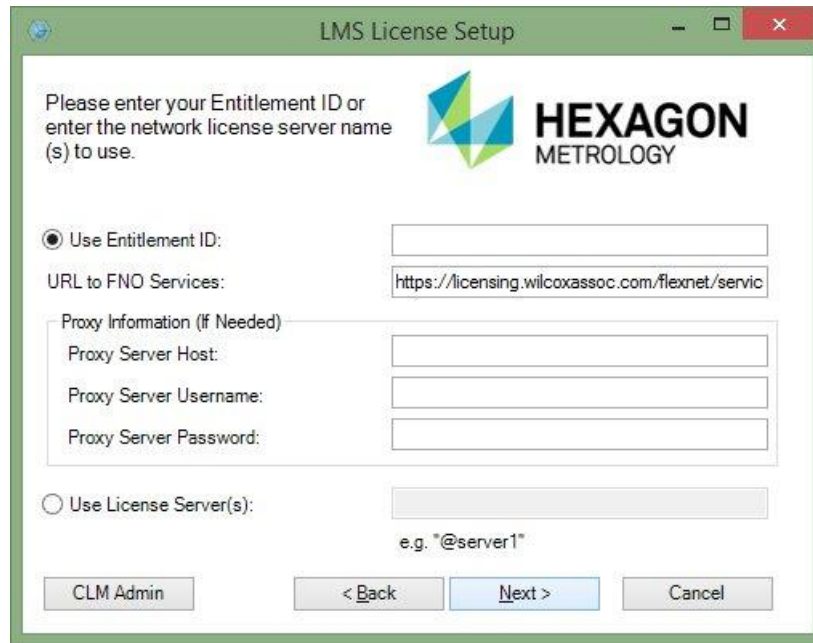 LMS License Setup
Please enter your Entitlement ID or
enter the network license server name
(s) to use.
HEXAGON
METROLOGY
Use Entitlement ID:
URL to FNO Services: https://licensing.wilcoxassoc.com/flexnet/servic
Proxy Information (If Needed)
Proxy Server Host:
Proxy Server Username:
Proxy Server Password:
Use License Server(s):
e.g. "@server1"
CLM Admin < Back Next > Cancel